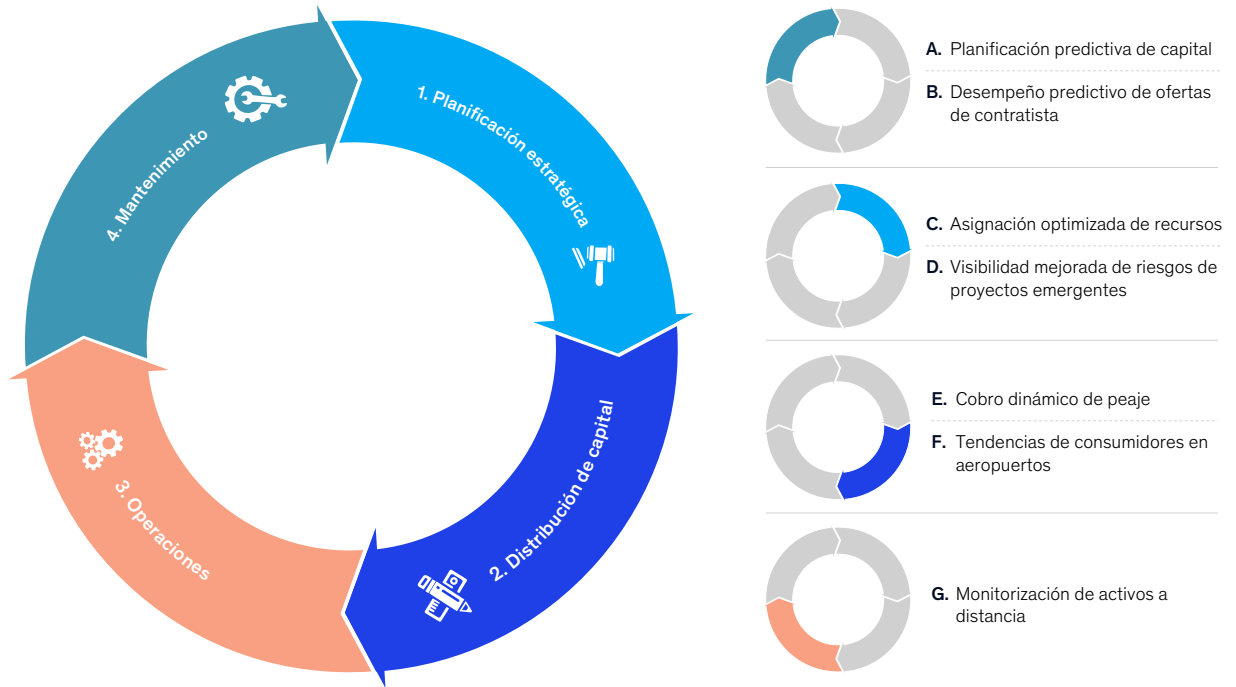 1. Planificación estratégica
2. Distribución de capital
3. Operaciones
4. Mantenimiento
A. Planificación predictiva de capital
B. Desempeño predictivo de ofertas
de contratista
C. Asignación optimizada de recursos
D. Visibilidad mejorada de riesgos de
proyectos emergentes
E. Cobro dinámico de peaje
F. Tendencias de consumidores en
aeropuertos
G. Monitorización de activos a
distancia